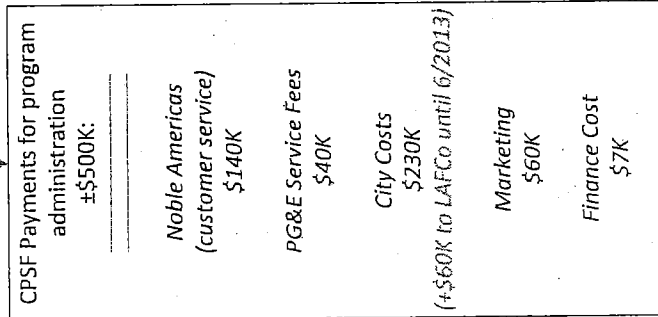 CPSF Payments for program
administration
±$500K:
Noble Americas
(customer service)
$140K
PG&E Service Fees
$40K
City Costs
$230K
(+$60K to LAFCo until 6/2013)
Marketing
$60K
Finance Cost
$7K